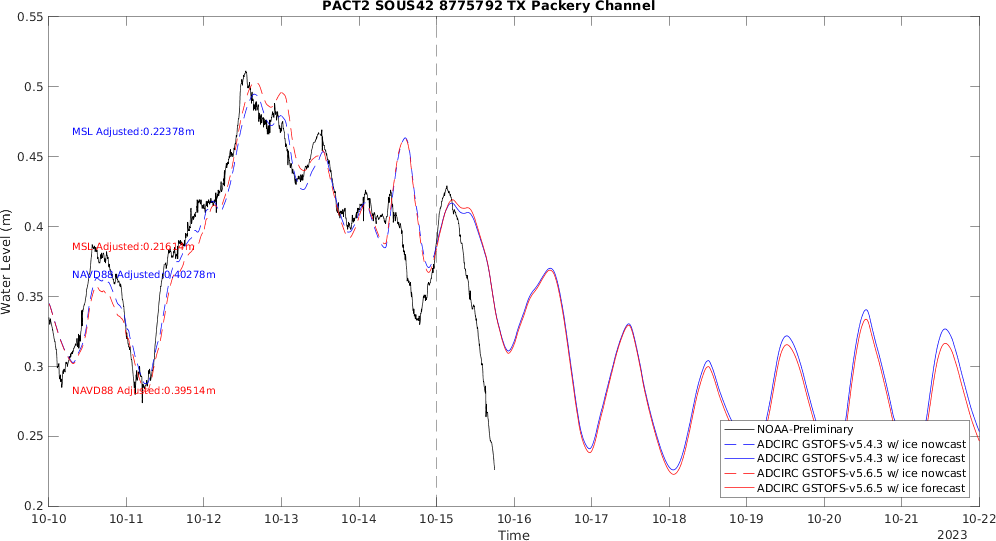 PACT2 SOUS42 8775792 TX Packery Channel
0.55
0.5
0.45
0.4
0.35
0.3
0.25
0.2
Water Level (m)
MSL Adjusted:0.22378m
MSL
NAVD88 Adjusted:0.40278m
NAVD88 Adjusted:0.39514m
NOAA-Preliminary
ADCIRC GSTOFS-v5.4.3 w/ ice nowcast
ADCIRC GSTOFS-v5.4.3 w/ ice forecast
ADCIRC GSTOFS-v5.6.5 w/ ice nowcast
ADCIRC GSTOFS-v5.6.5 w/ ice forecast
10-10 10-11 10-12 10-13 10-14 10-15 10-16 10-17 10-18 10-19 10-20 10-21 10-22
Time
2023